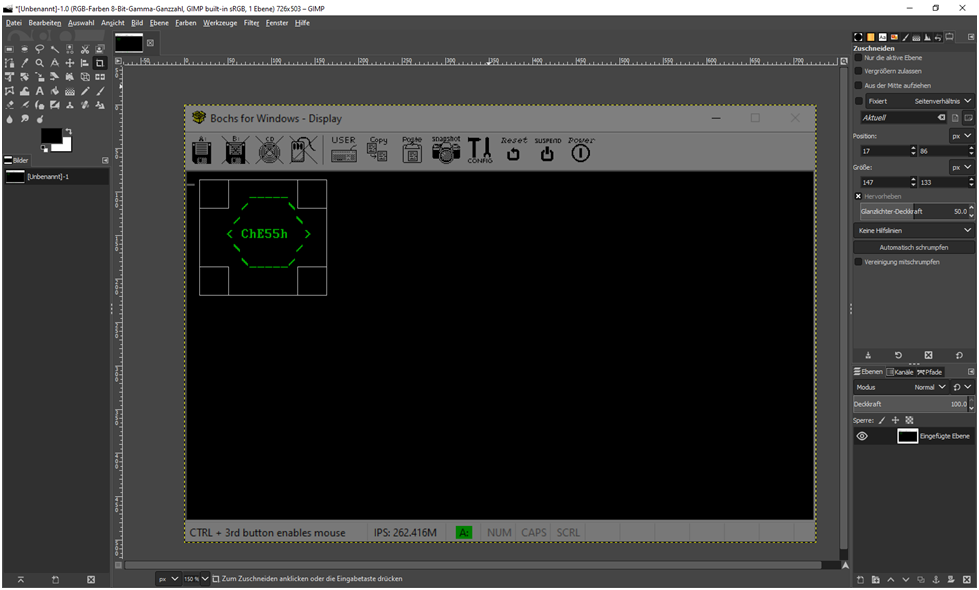 *[Unbenannt]-1.0 (RGB-Farben 8-Bit-Gamma-Ganzzahl, GIMP built-in sRGB, 1 Ebene) 726x503 – GIMP
Datei Bearbeiten Auswahl Ansicht Bild Ebene Farben Werkzeuge Filter Fenster Hilfe
Zuschneiden
Nur die aktive Ebene
Vergrößern zulassen
Aus der Mitte aufziehen
Fixiert Seitenverhältnis
Aktuell
Position: px
17 86
Größe: px
147 133
Hervorheben
Glanzlichter-Deckkraft 50.0
Keine Hilfslinien
Automatisch schrumpfen
Vereinigung mitschrumpfen
Bilder
[Unbenannt]-1
Bochs for Windows - Display
A: B: CD USER Copy Paste snapshot CONFIG Reset SUSPEND Power
ChE55h
CTRL + 3rd button enables mouse IPS: 262.416M A: NUM CAPS SCRL
Ebenen Kanäle Pfade
Modus Normal
Deckkraft 100.0
Sperre:
Eingefügte Ebene
px 150 % Zum Zuschneiden anklicken oder die Eingabetaste drücken